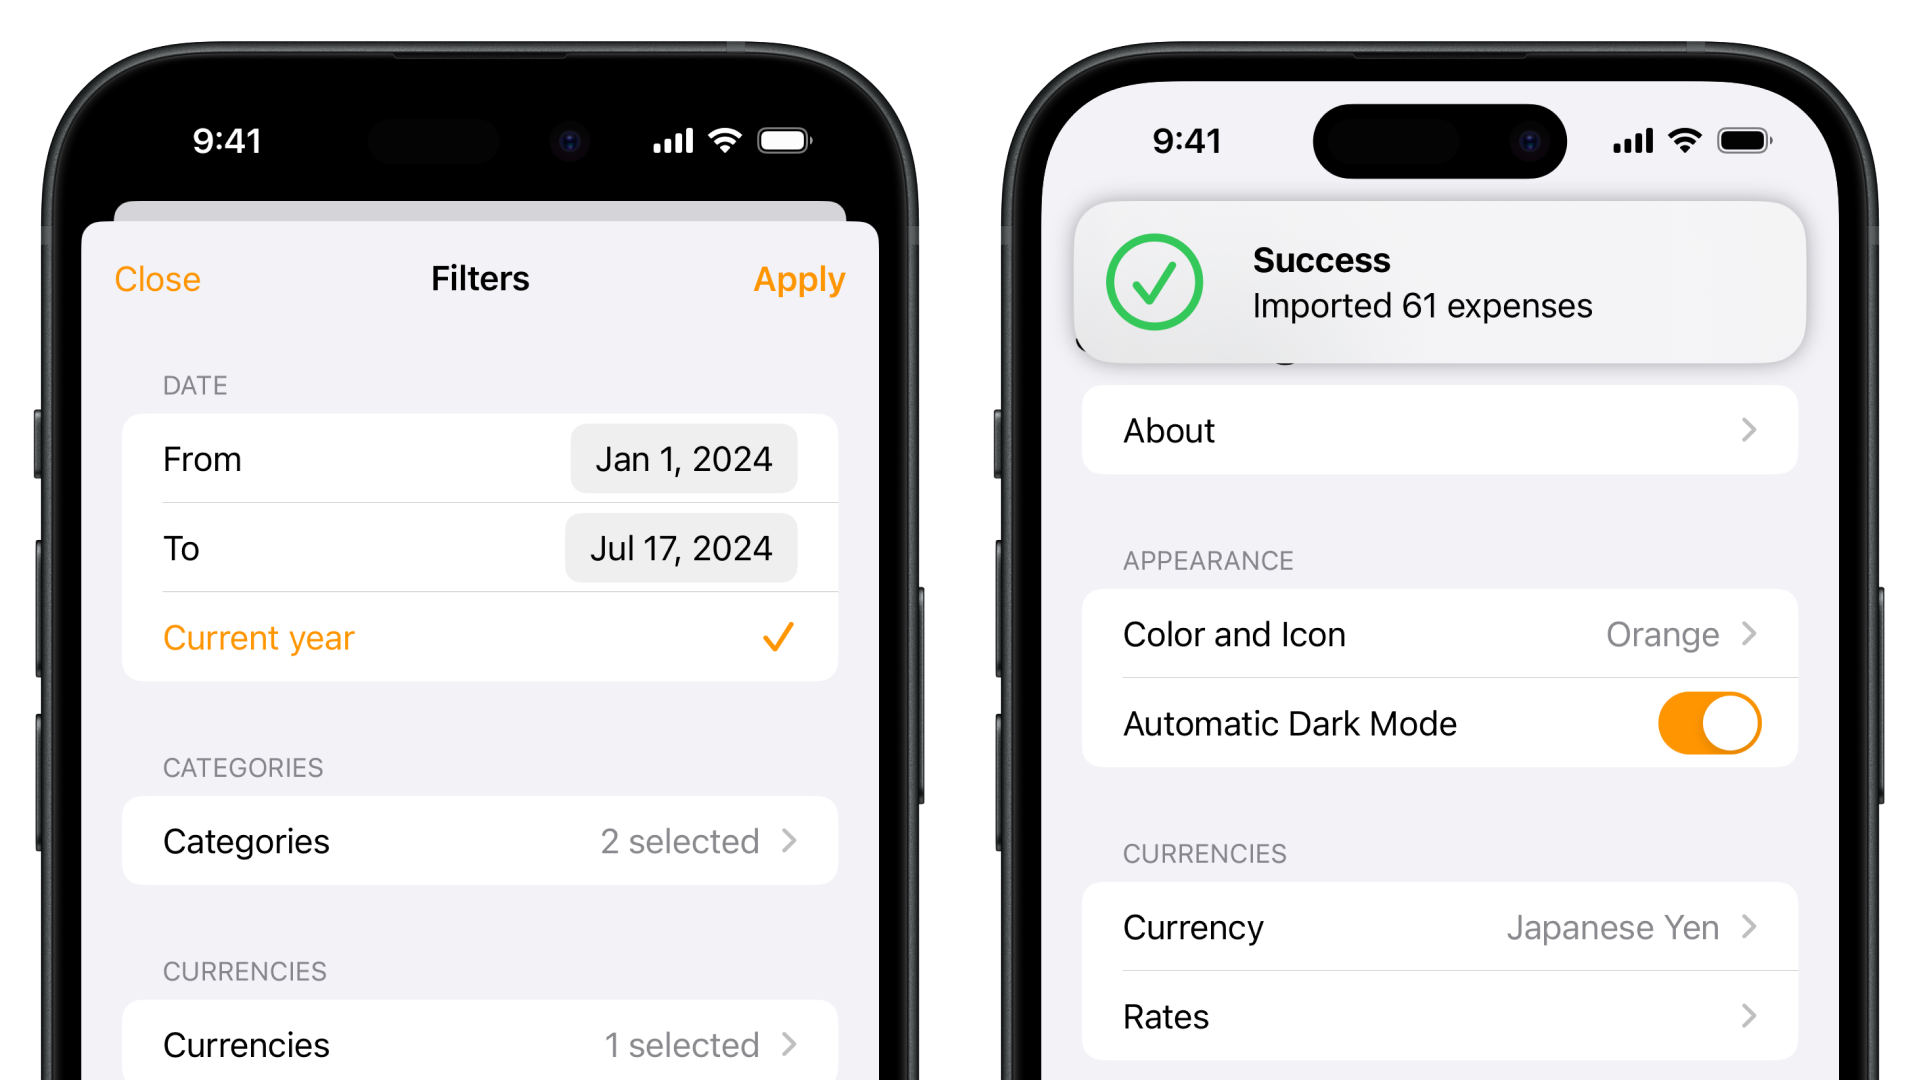 9:41
Close
Filters
Apply
DATE
From
Jan 1, 2024
To
Jul 17, 2024
Current year
CATEGORIES
Categories
2 selected
CURRENCIES
Currencies
1 selected
9:41
Success
Imported 61 expenses
About
APPEARANCE
Color and Icon
Orange
Automatic Dark Mode
CURRENCIES
Currency
Japanese Yen
Rates